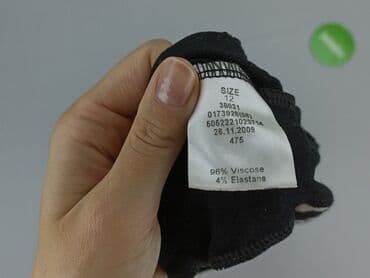 SIZE
12
38631
26.11.2009
475
96% Viscose
4% Elastane